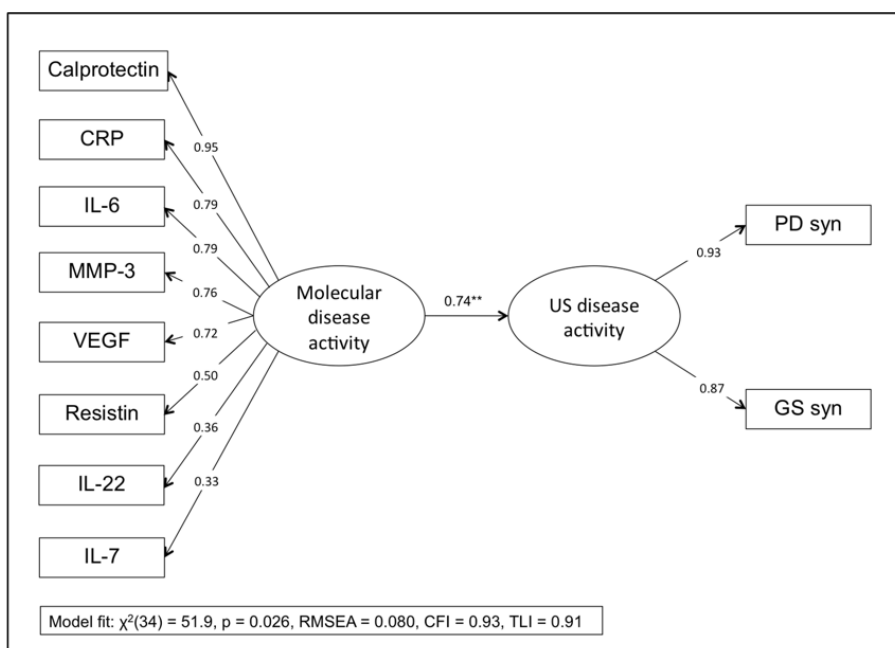 Calprotectin
CRP
IL-6
MMP-3
VEGF
Resistin
IL-22
IL-7
0.95
0.79
0.79
0.76
0.72
0.50
0.36
0.33
Molecular
disease
activity
0.74**
US disease
activity
0.93
0.87
PD syn
GS syn
Model fit: χ²(34) = 51.9, p = 0.026, RMSEA = 0.080, CFI = 0.93, TLI = 0.91